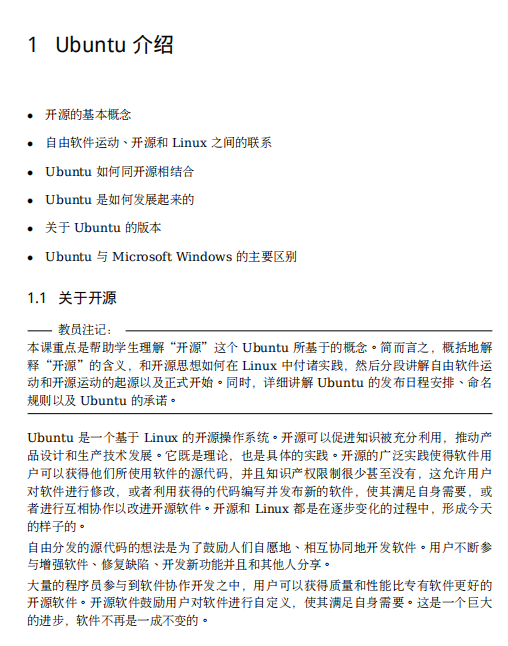 1 Ubuntu 介绍
• 开源的基本概念
• 自由软件运动、开源和 Linux 之间的联系
• Ubuntu 如何同开源相结合
• Ubuntu 是如何发展起来的
• 关于 Ubuntu 的版本
• Ubuntu 与 Microsoft Windows 的主要区别
1.1 关于开源
教员注记：
本课重点是帮助学生理解“开源”这个 Ubuntu 所基于的概念。简而言之，概括地解
释“开源”的含义，和开源思想如何在 Linux 中付诸实践，然后分段讲解自由软件运
动和开源运动的起源以及正式开始。同时，详细讲解 Ubuntu 的发布日程安排、命名
规则以及 Ubuntu 的承诺。
Ubuntu 是一个基于 Linux 的开源操作系统。开源可以促进知识被充分利用，推动产
品设计和生产技术发展。它既是理论，也是具体的实践。开源的广泛实践使得软件用
户可以获得他们所使用软件的源代码，并且知识产权限制很少甚至没有，这允许用户
对软件进行修改，或者利用获得的代码编写并发布新的软件，使其满足自身需要，或
者进行互相协作以改进开源软件。开源和 Linux 都是在逐步变化的过程中，形成今天
的样子的。
自由分发的源代码的想法是为了鼓励人们自愿地、相互协同地开发软件。用户不断参
与增强软件、修复缺陷、开发新功能并且和其他人分享。
大量的程序员参与到软件协作开发之中，用户可以获得质量和性能比专有软件更好的
开源软件。开源软件鼓励用户对软件进行自定义，使其满足自身需要。这是一个巨大
的进步，软件不再是一成不变的。